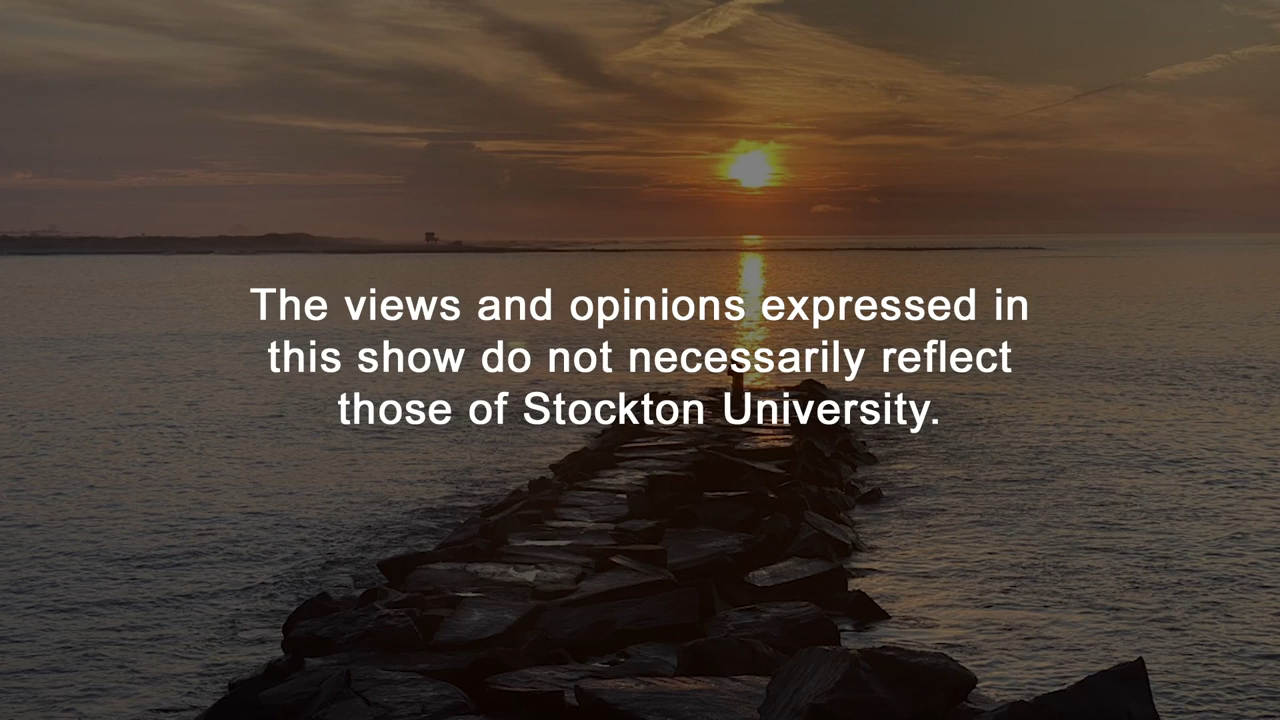 The views and opinions expressed in
this show do not necessarily reflect
those of Stockton University.